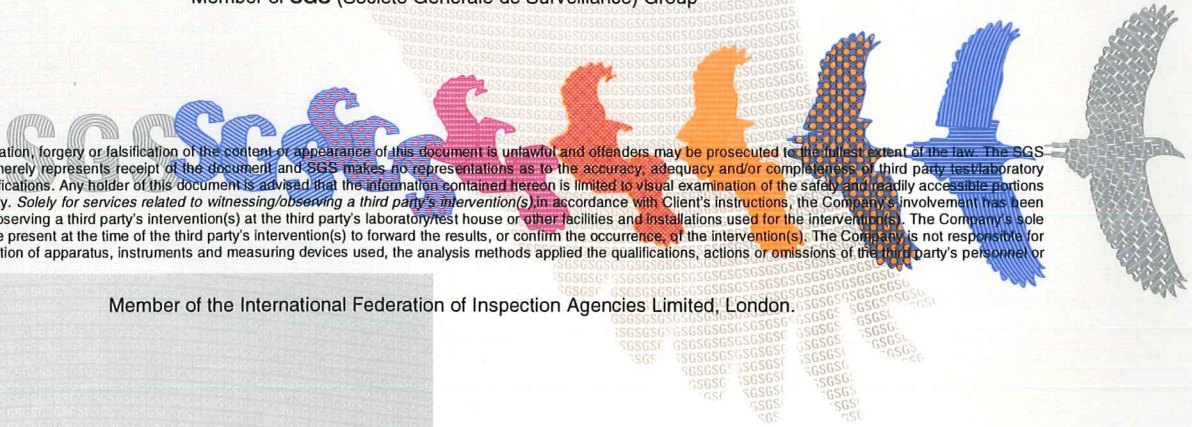 Member of SGS (Societe Generale de Surveillance) Group
SGS SGS SGS
ation, forgery or falsification of the content or appearance of this document is unlawful and offenders may be prosecuted to the fullest extent of the law. The SGS
merely represents receipt of the document and SGS makes no representations as to the accuracy, adequacy and/or completeness of third party test/laboratory
ifications. Any holder of this document is advised that the information contained hereon is limited to visual examination of the safely and readily accessible portions
y. Solely for services related to witnessing/observing a third party's intervention(s),in accordance with Client's instructions, the Company's involvement has been
bserving a third party's intervention(s) at the third party's laboratory/test house or other facilities and installations used for the intervention(s). The Company's sole
e present at the time of the third party's intervention(s) to forward the results, or confirm the occurrence, of the intervention(s). The Company is not responsible for
tion of apparatus, instruments and measuring devices used, the analysis methods applied the qualifications, actions or omissions of the third party's personnel or
Member of the International Federation of Inspection Agencies Limited, London.